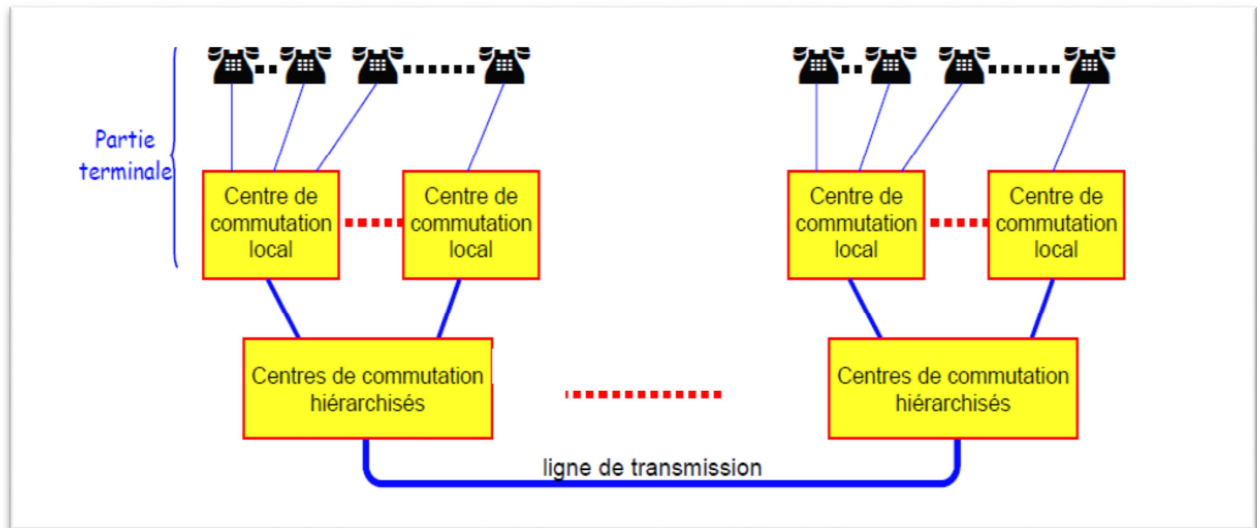 Partie
terminale
Centre de
commutation
local
Centre de
commutation
local
Centre de
commutation
local
Centre de
commutation
local
Centres de commutation
hiérarchisés
Centres de commutation
hiérarchisés
ligne de transmission